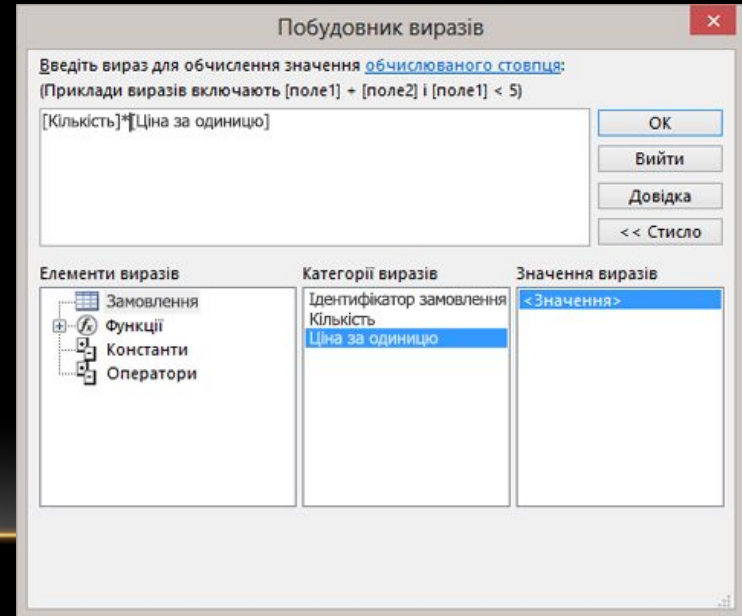 Побудовник виразів
Введіть вираз для обчислення значення обчислюваного стовпця:
(Приклади виразів включають [поле1] + [поле2] і [поле1] < 5)
[Кількість]*[Ціна за одиницю]
ОК
Вийти
Довідка
<< Стисло
Елементи виразів
Замовлення
Функції
Константи
Оператори
Категорії виразів
Ідентифікатор замовлення
Кількість
Ціна за одиницю
Значення виразів
<Значення>